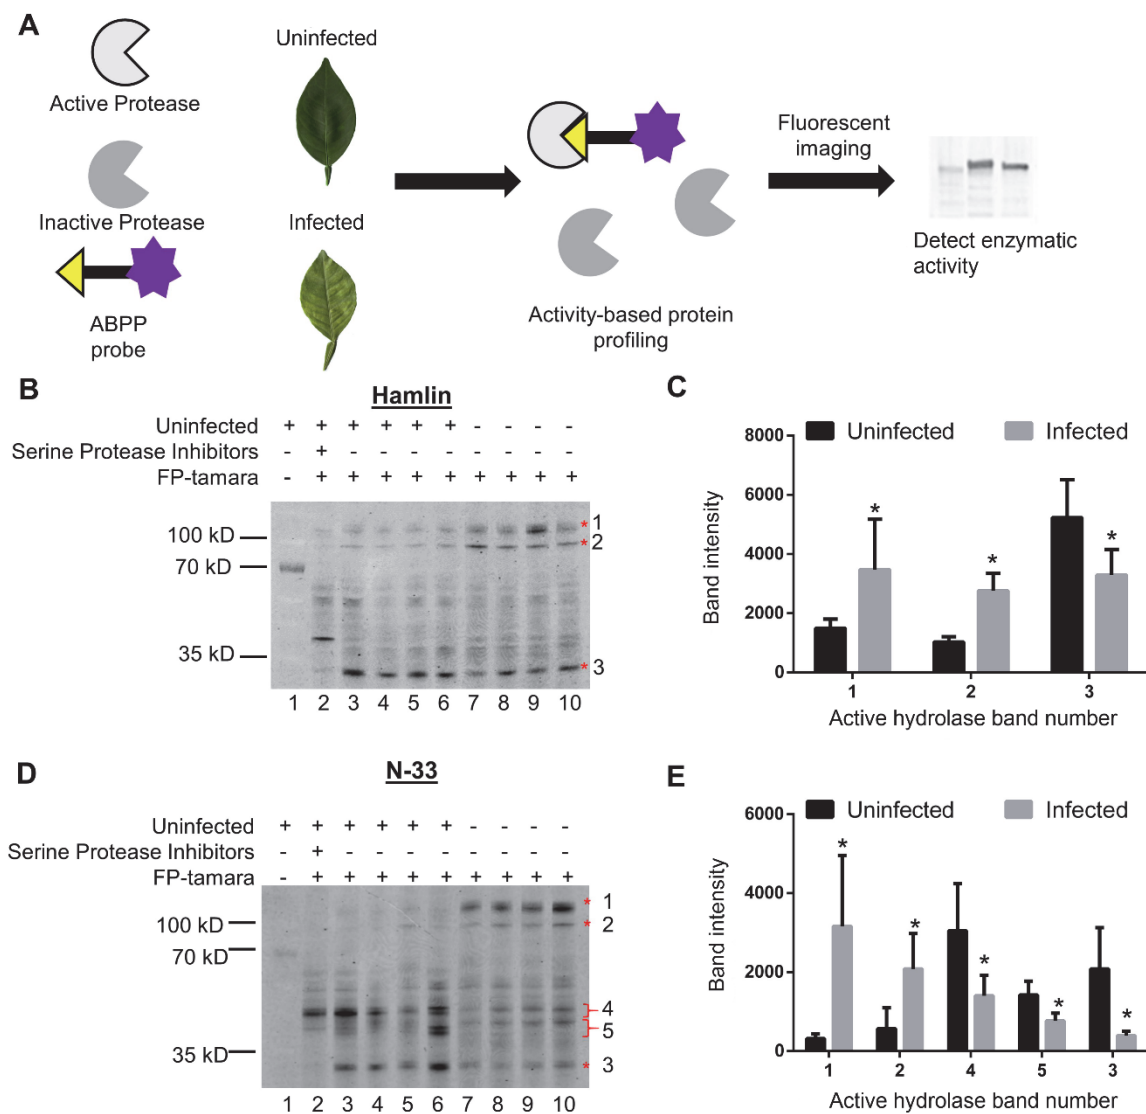 A
Active Protease
Inactive Protease
ABPP
probe
Uninfected
Infected
Activity-based protein
profiling
Fluorescent
imaging
Detect enzymatic
activity
B
Hamlin
Uninfected + + + + + + - - - -
Serine Protease Inhibitors - + - - - - - - - -
FP-tamara - + + + + + + + + +
100 kD
70 kD
35 kD
* 1
* 2
* 3
1 2 3 4 5 6 7 8 9 10
C
Uninfected Infected
Band intensity
8000
6000
4000
2000
0
* * *
1 2 3
Active hydrolase band number
D
N-33
Uninfected + + + + + + - - - -
Serine Protease Inhibitors - + - - - - - - - -
FP-tamara - + + + + + + + + +
100 kD
70 kD
35 kD
* 1
* 2
4
5
* 3
1 2 3 4 5 6 7 8 9 10
E
Uninfected Infected
Band intensity
6000
4000
2000
0
* * * * *
1 2 4 5 3
Active hydrolase band number